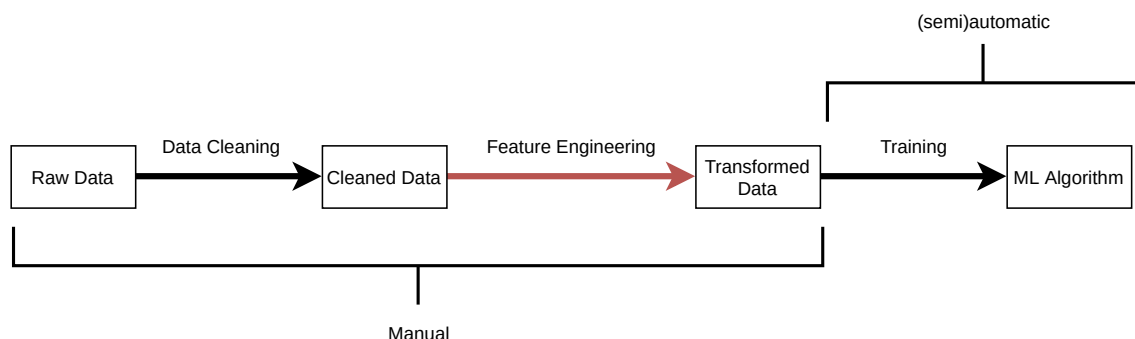 (semi)automatic
Data Cleaning
Feature Engineering
Training
Raw Data
Cleaned Data
Transformed
Data
ML Algorithm
Manual